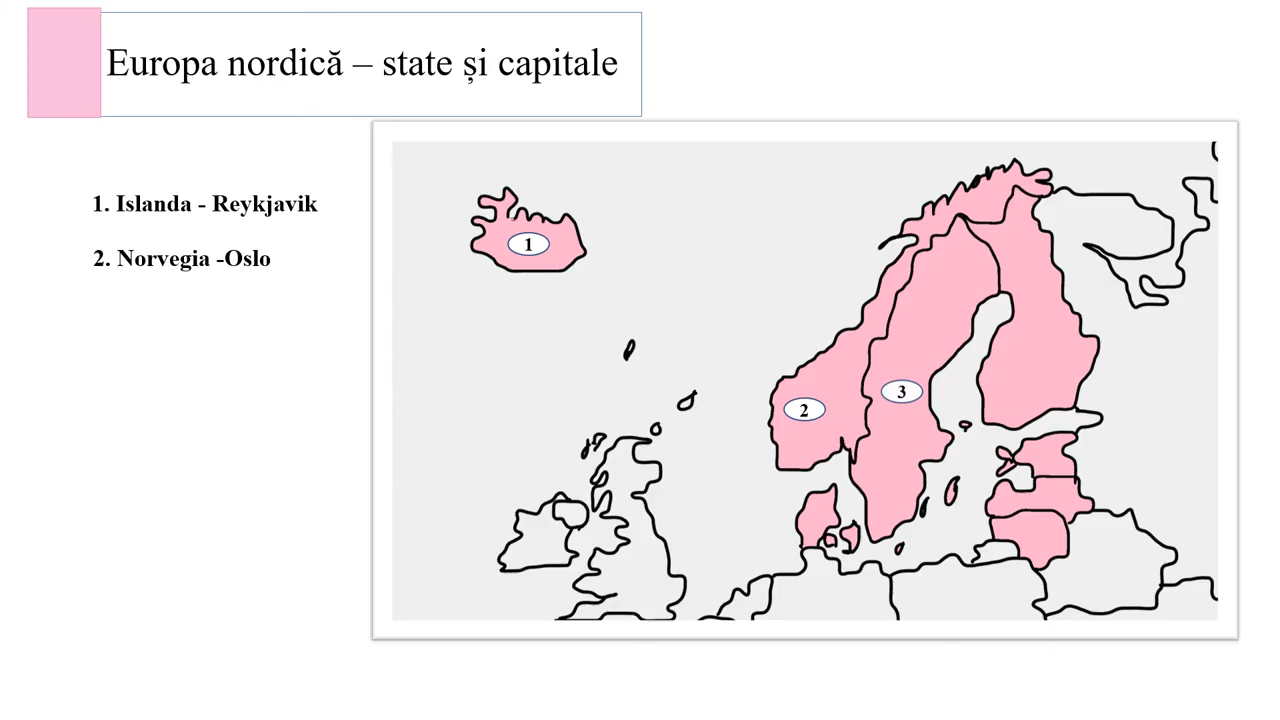 Europa nordică – state și capitale
1. Islanda - Reykjavik
2. Norvegia -Oslo
1
2
3